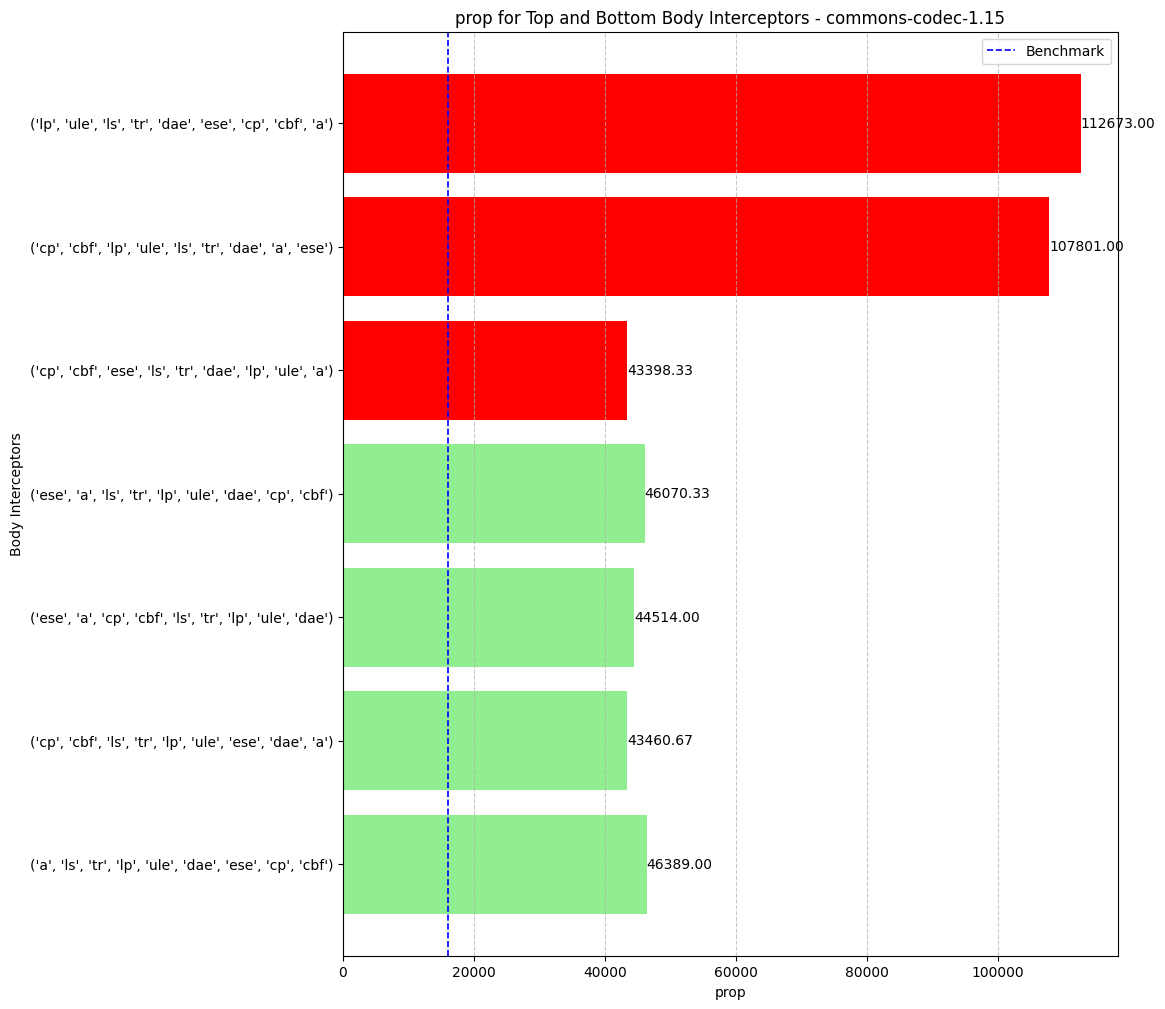 prop for Top and Bottom Body Interceptors - commons-codec-1.15
Benchmark
('lp', 'ule', 'ls', 'tr', 'dae', 'ese', 'cp', 'cbf', 'a')
112673.00
('cp', 'cbf', 'lp', 'ule', 'ls', 'tr', 'dae', 'a', 'ese')
107801.00
('cp', 'cbf', 'ese', 'ls', 'tr', 'dae', 'lp', 'ule', 'a')
43398.33
('ese', 'a', 'ls', 'tr', 'lp', 'ule', 'dae', 'cp', 'cbf')
46070.33
('ese', 'a', 'cp', 'cbf', 'ls', 'tr', 'lp', 'ule', 'dae')
44514.00
('cp', 'cbf', 'ls', 'tr', 'lp', 'ule', 'ese', 'dae', 'a')
43460.67
('a', 'ls', 'tr', 'lp', 'ule', 'dae', 'ese', 'cp', 'cbf')
46389.00
Body Interceptors
0 20000 40000 60000 80000 100000
prop